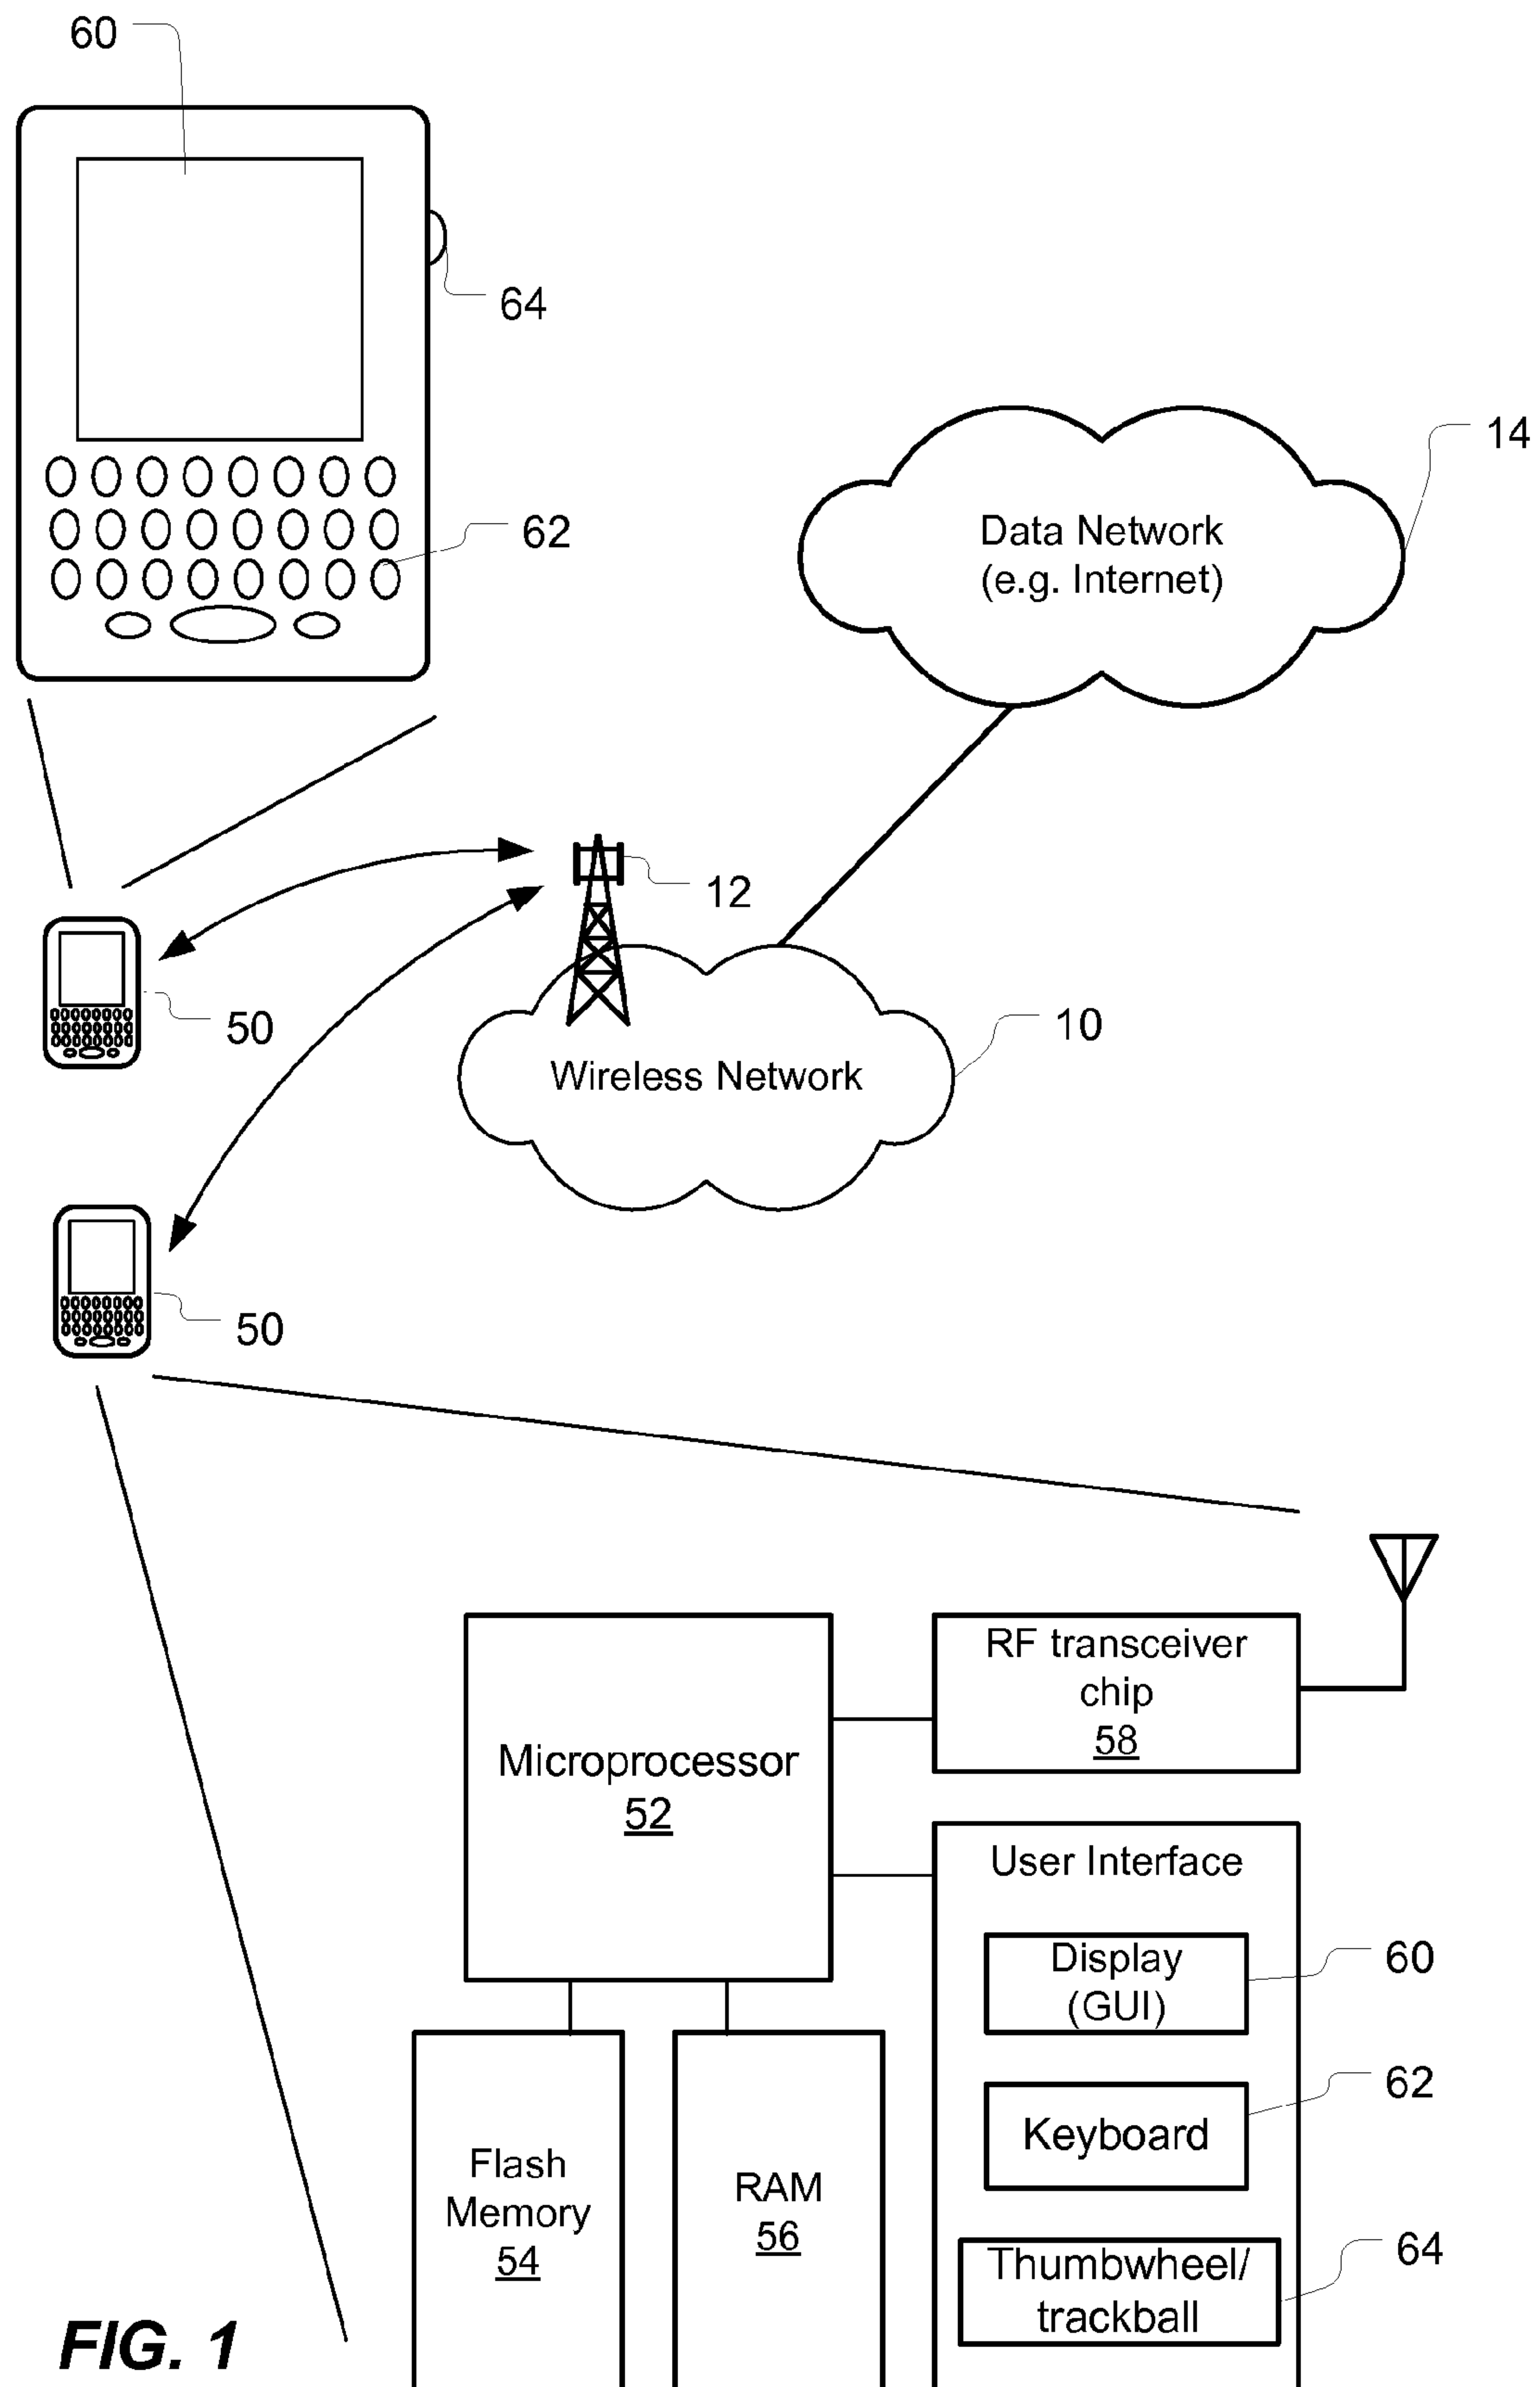 60
64
14
Data Network
(e.g. Internet)
62
12
50
10
Wireless Network
50
RF transceiver
chip
58
Microprocessor
52
User Interface
Display
(GUI)
60
Keyboard
62
Flash
Memory
54
RAM
56
Thumbwheel/
trackball
64
FIG. 1